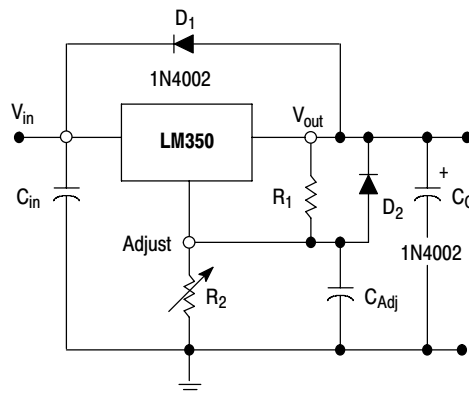 D1
1N4002
Vin
Vout
LM350
Cin
R1
D2
+
CO
1N4002
Adjust
R2
CAdj